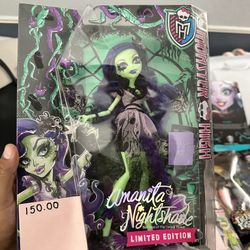 MONSTER HIGH
150.00
Amanita
Nightshade
LIMITED EDITION